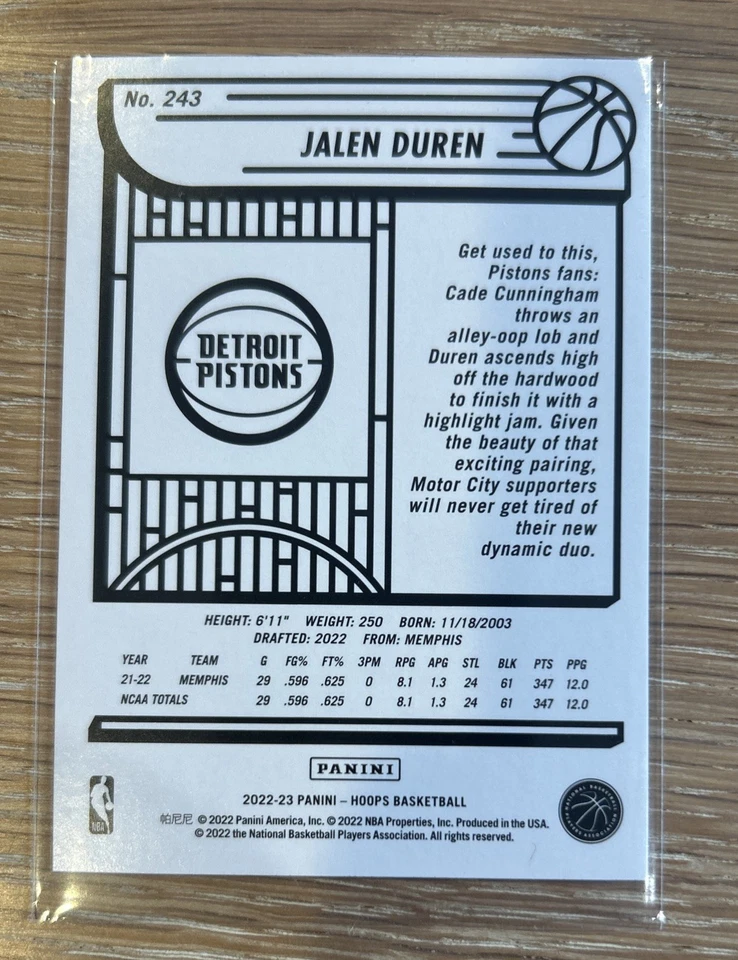 No. 243
JALEN DUREN
DETROIT
PISTONS
Get used to this,
Pistons fans:
Cade Cunningham
throws an
alley-oop lob and
Duren ascends high
off the hardwood
to finish it with a
highlight jam. Given
the beauty of that
exciting pairing,
Motor City supporters
will never get tired of
their new
dynamic duo.
HEIGHT: 6'11" WEIGHT: 250 BORN: 11/18/2003
DRAFTED: 2022 FROM: MEMPHIS
YEAR TEAM G FG% FT% 3PM RPG APG STL BLK PTS PPG
21-22 MEMPHIS 29 .596 .625 0 8.1 1.3 24 61 347 12.0
NCAA TOTALS 29 .596 .625 0 8.1 1.3 24 61 347 12.0
PANINI
2022-23 PANINI – HOOPS BASKETBALL
帕尼尼 © 2022 Panini America, Inc. © 2022 NBA Properties, Inc. Produced in the USA.
© 2022 the National Basketball Players Association. All rights reserved.
NBA
NATIONAL BASKETBALL
PLAYERS ASSOCIATION